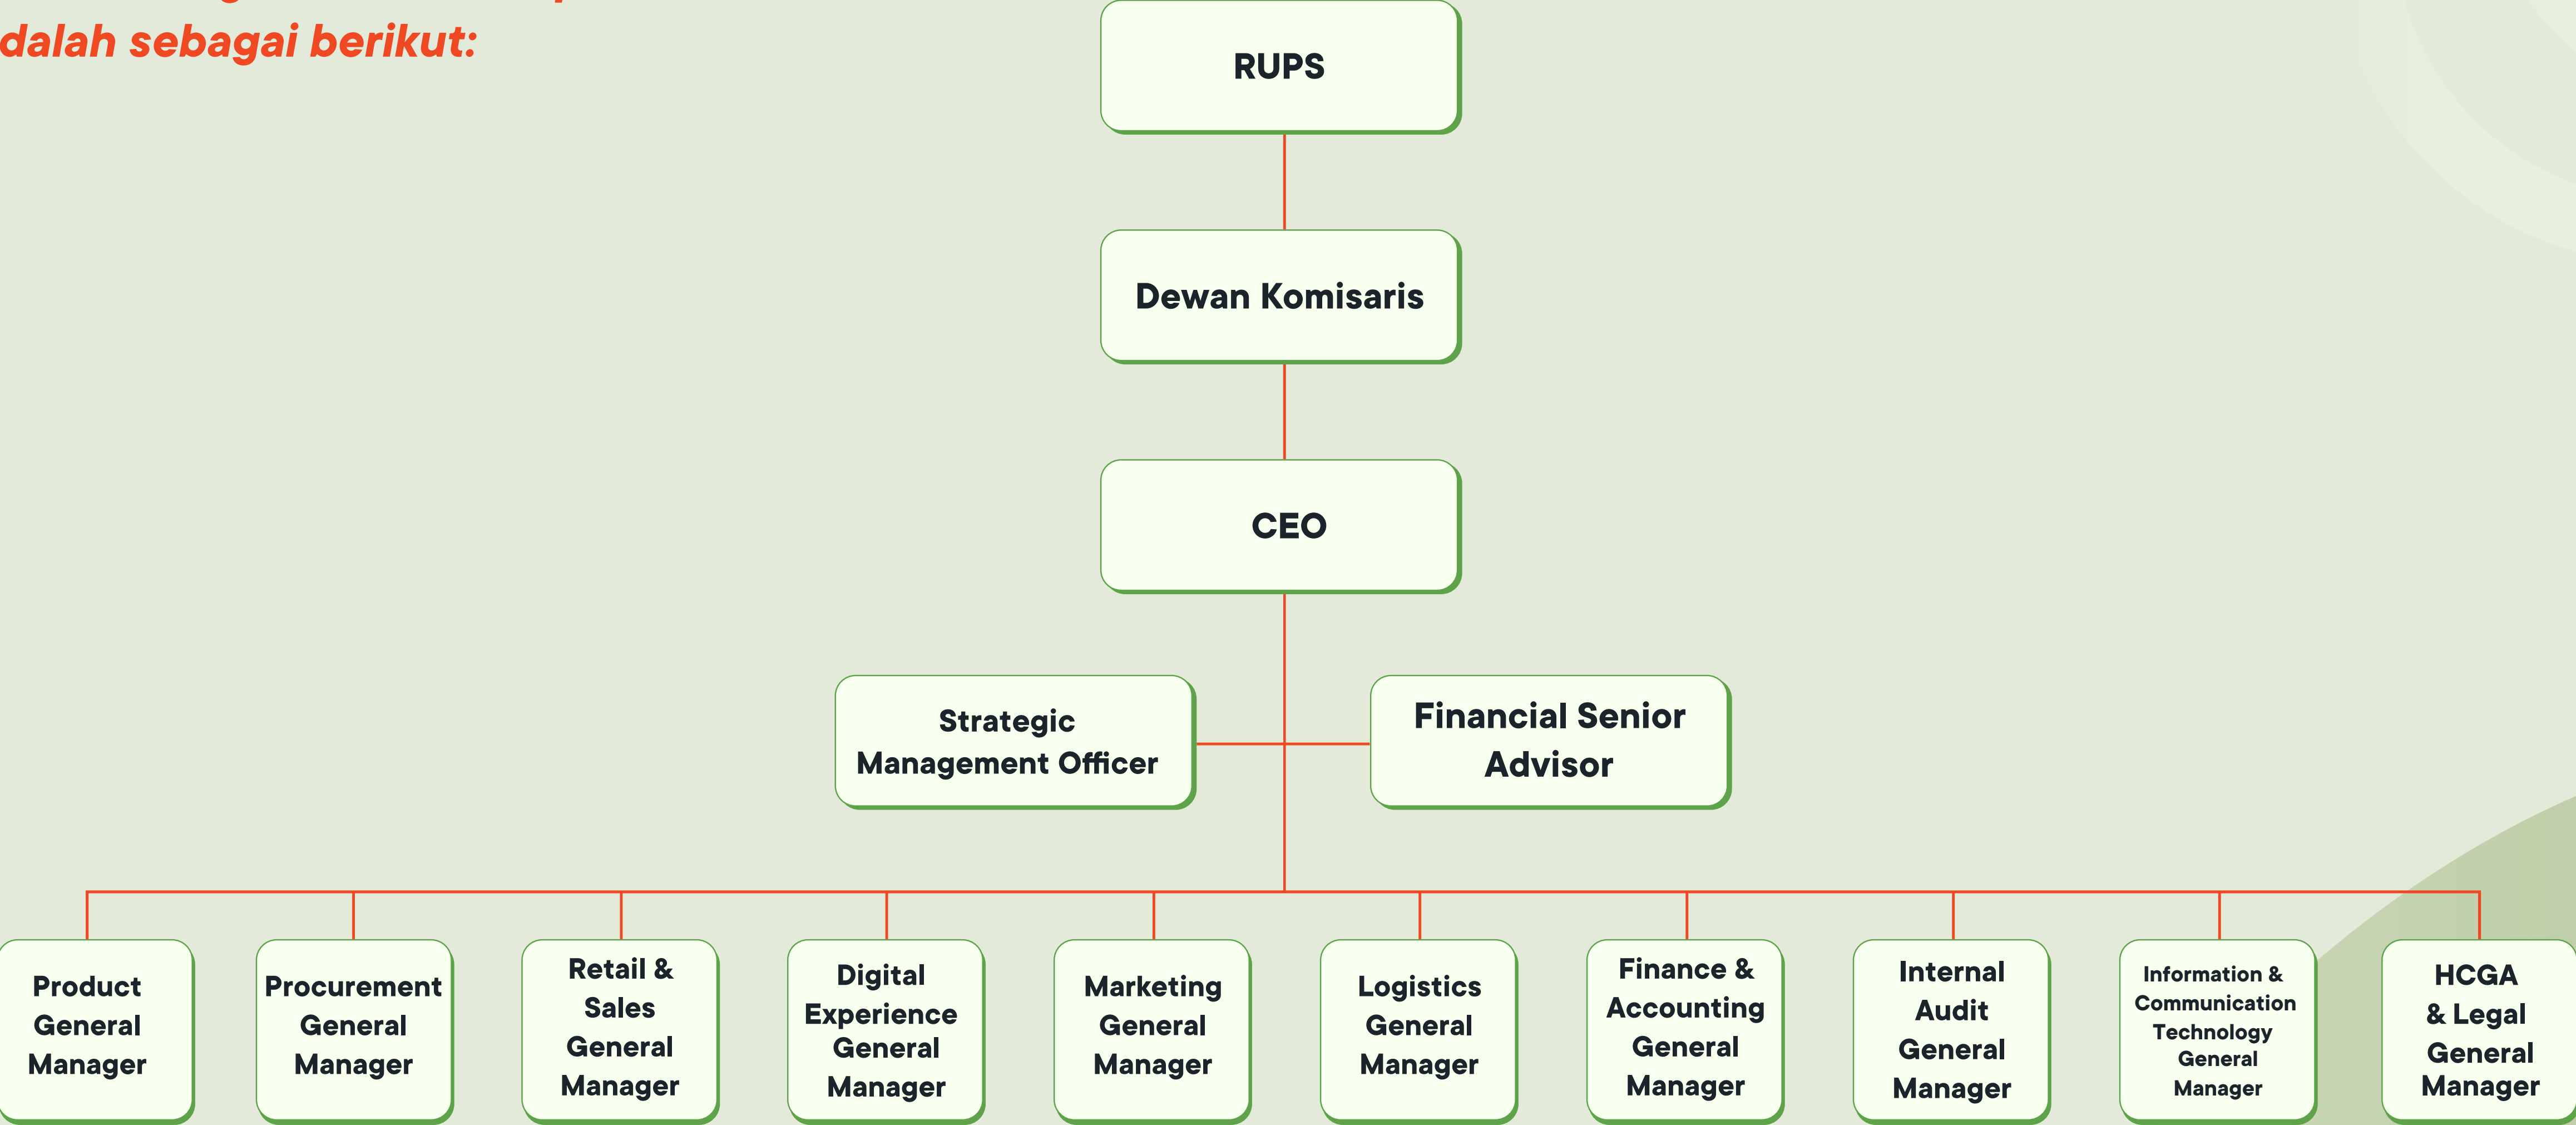 dalah sebagai berikut:
RUPS
Dewan Komisaris
CEO
Strategic
Management Officer
Financial Senior
Advisor
Product
General
Manager
Procurement
General
Manager
Retail &
Sales
General
Manager
Digital
Experience
General
Manager
Marketing
General
Manager
Logistics
General
Manager
Finance &
Accounting
General
Manager
Internal
Audit
General
Manager
Information &
Communication
Technology
General
Manager
HCGA
& Legal
General
Manager